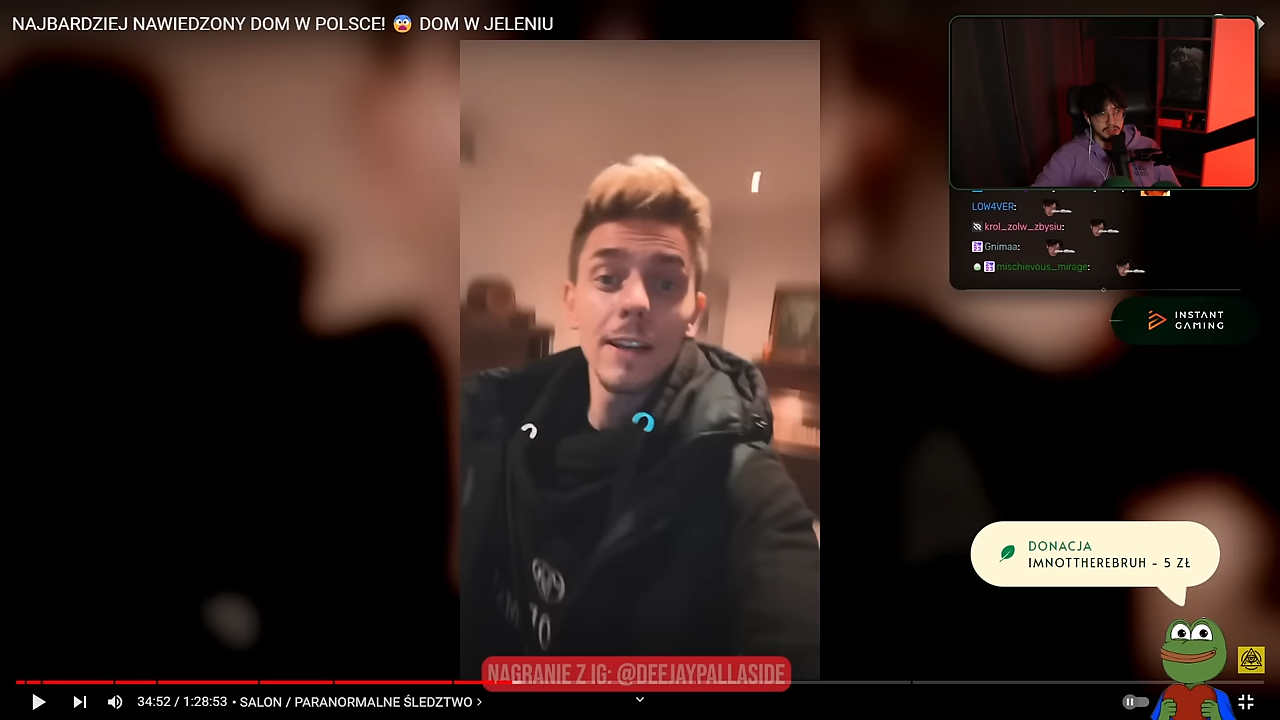 NAJBARDZIEJ NAWIEDZONY DOM W POLSCE! 😨 DOM W JELENIU
LOW4VER:
krol_zolw_zbysiu:
Gnimaa:
mischievous_mirage:
INSTANT
GAMING
DONACJA
IMNOTTHEREBRUH - 5 ZŁ
NAGRANIE Z IG: @DEEJAYPALLASIDE
34:52 / 1:28:53 • SALON / PARANORMALNE ŚLEDZTWO >